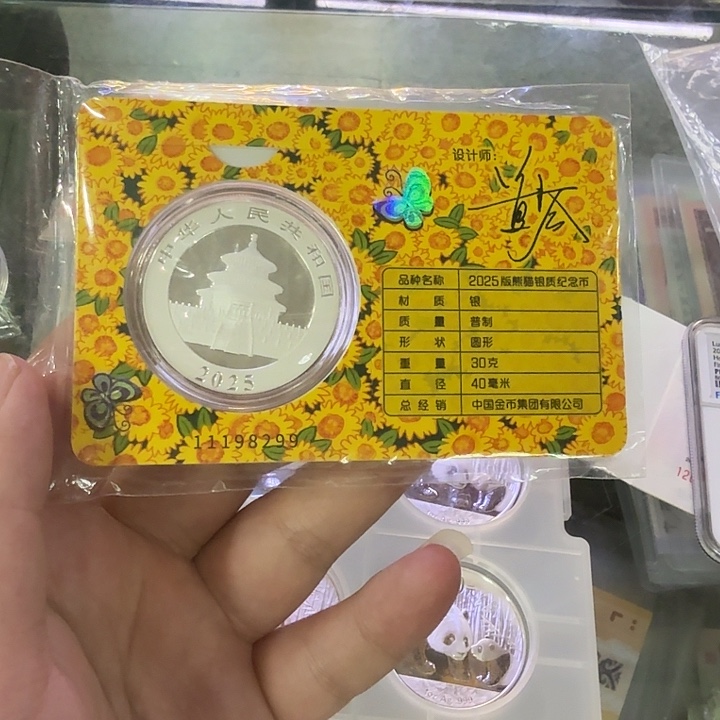 设计师:
中华人民共和国
2025
品种名称 2025版熊猫银质纪念币
材 质 银
质 量 普制
形 状 圆形
重 量 30克
直 径 40毫米
总经销 中国金币集团有限公司
11198299